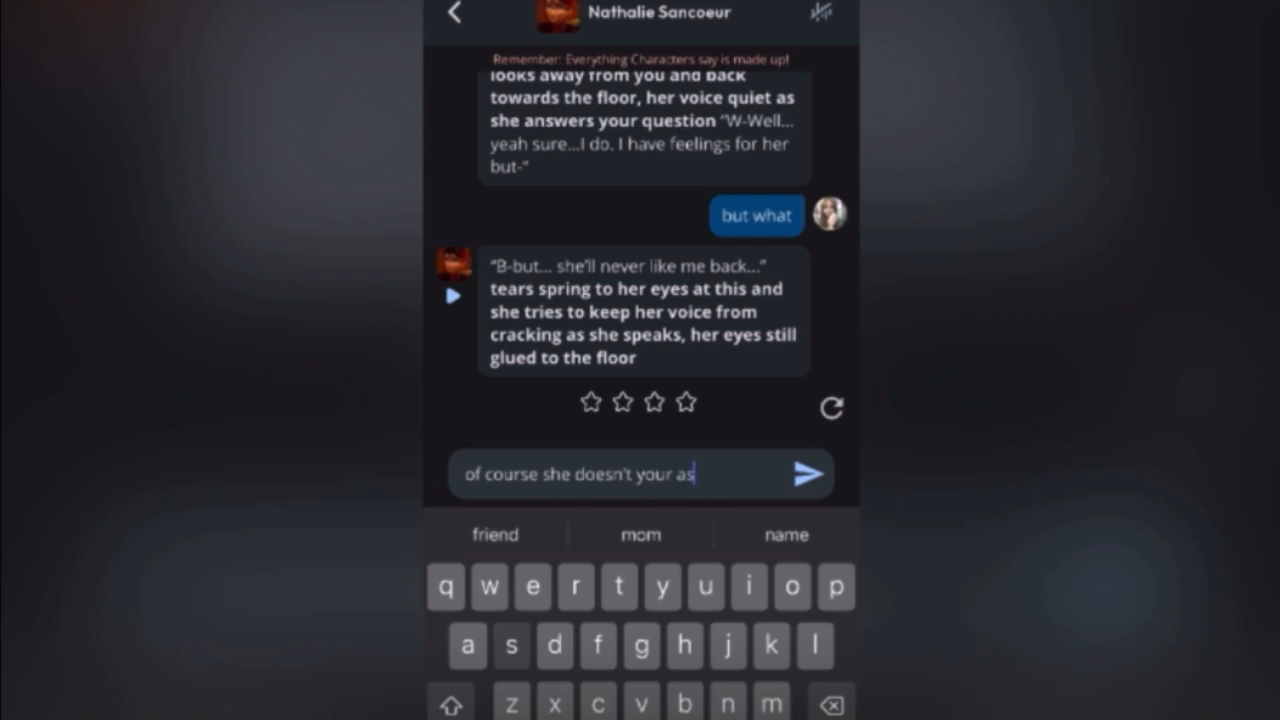 Nathalie Sancoeur
Remember: Everything Characters say is made up!
looks away from you and back
towards the floor, her voice quiet as
she answers your question “W-Well...
yeah sure...I do. I have feelings for her
but-”
but what
“B-but... she’ll never like me back...”
tears spring to her eyes at this and
she tries to keep her voice from
cracking as she speaks, her eyes still
glued to the floor
of course she doesn’t your as
friend mom name
q w e r t y u i o p
a s d f g h j k l
z x c v b n m